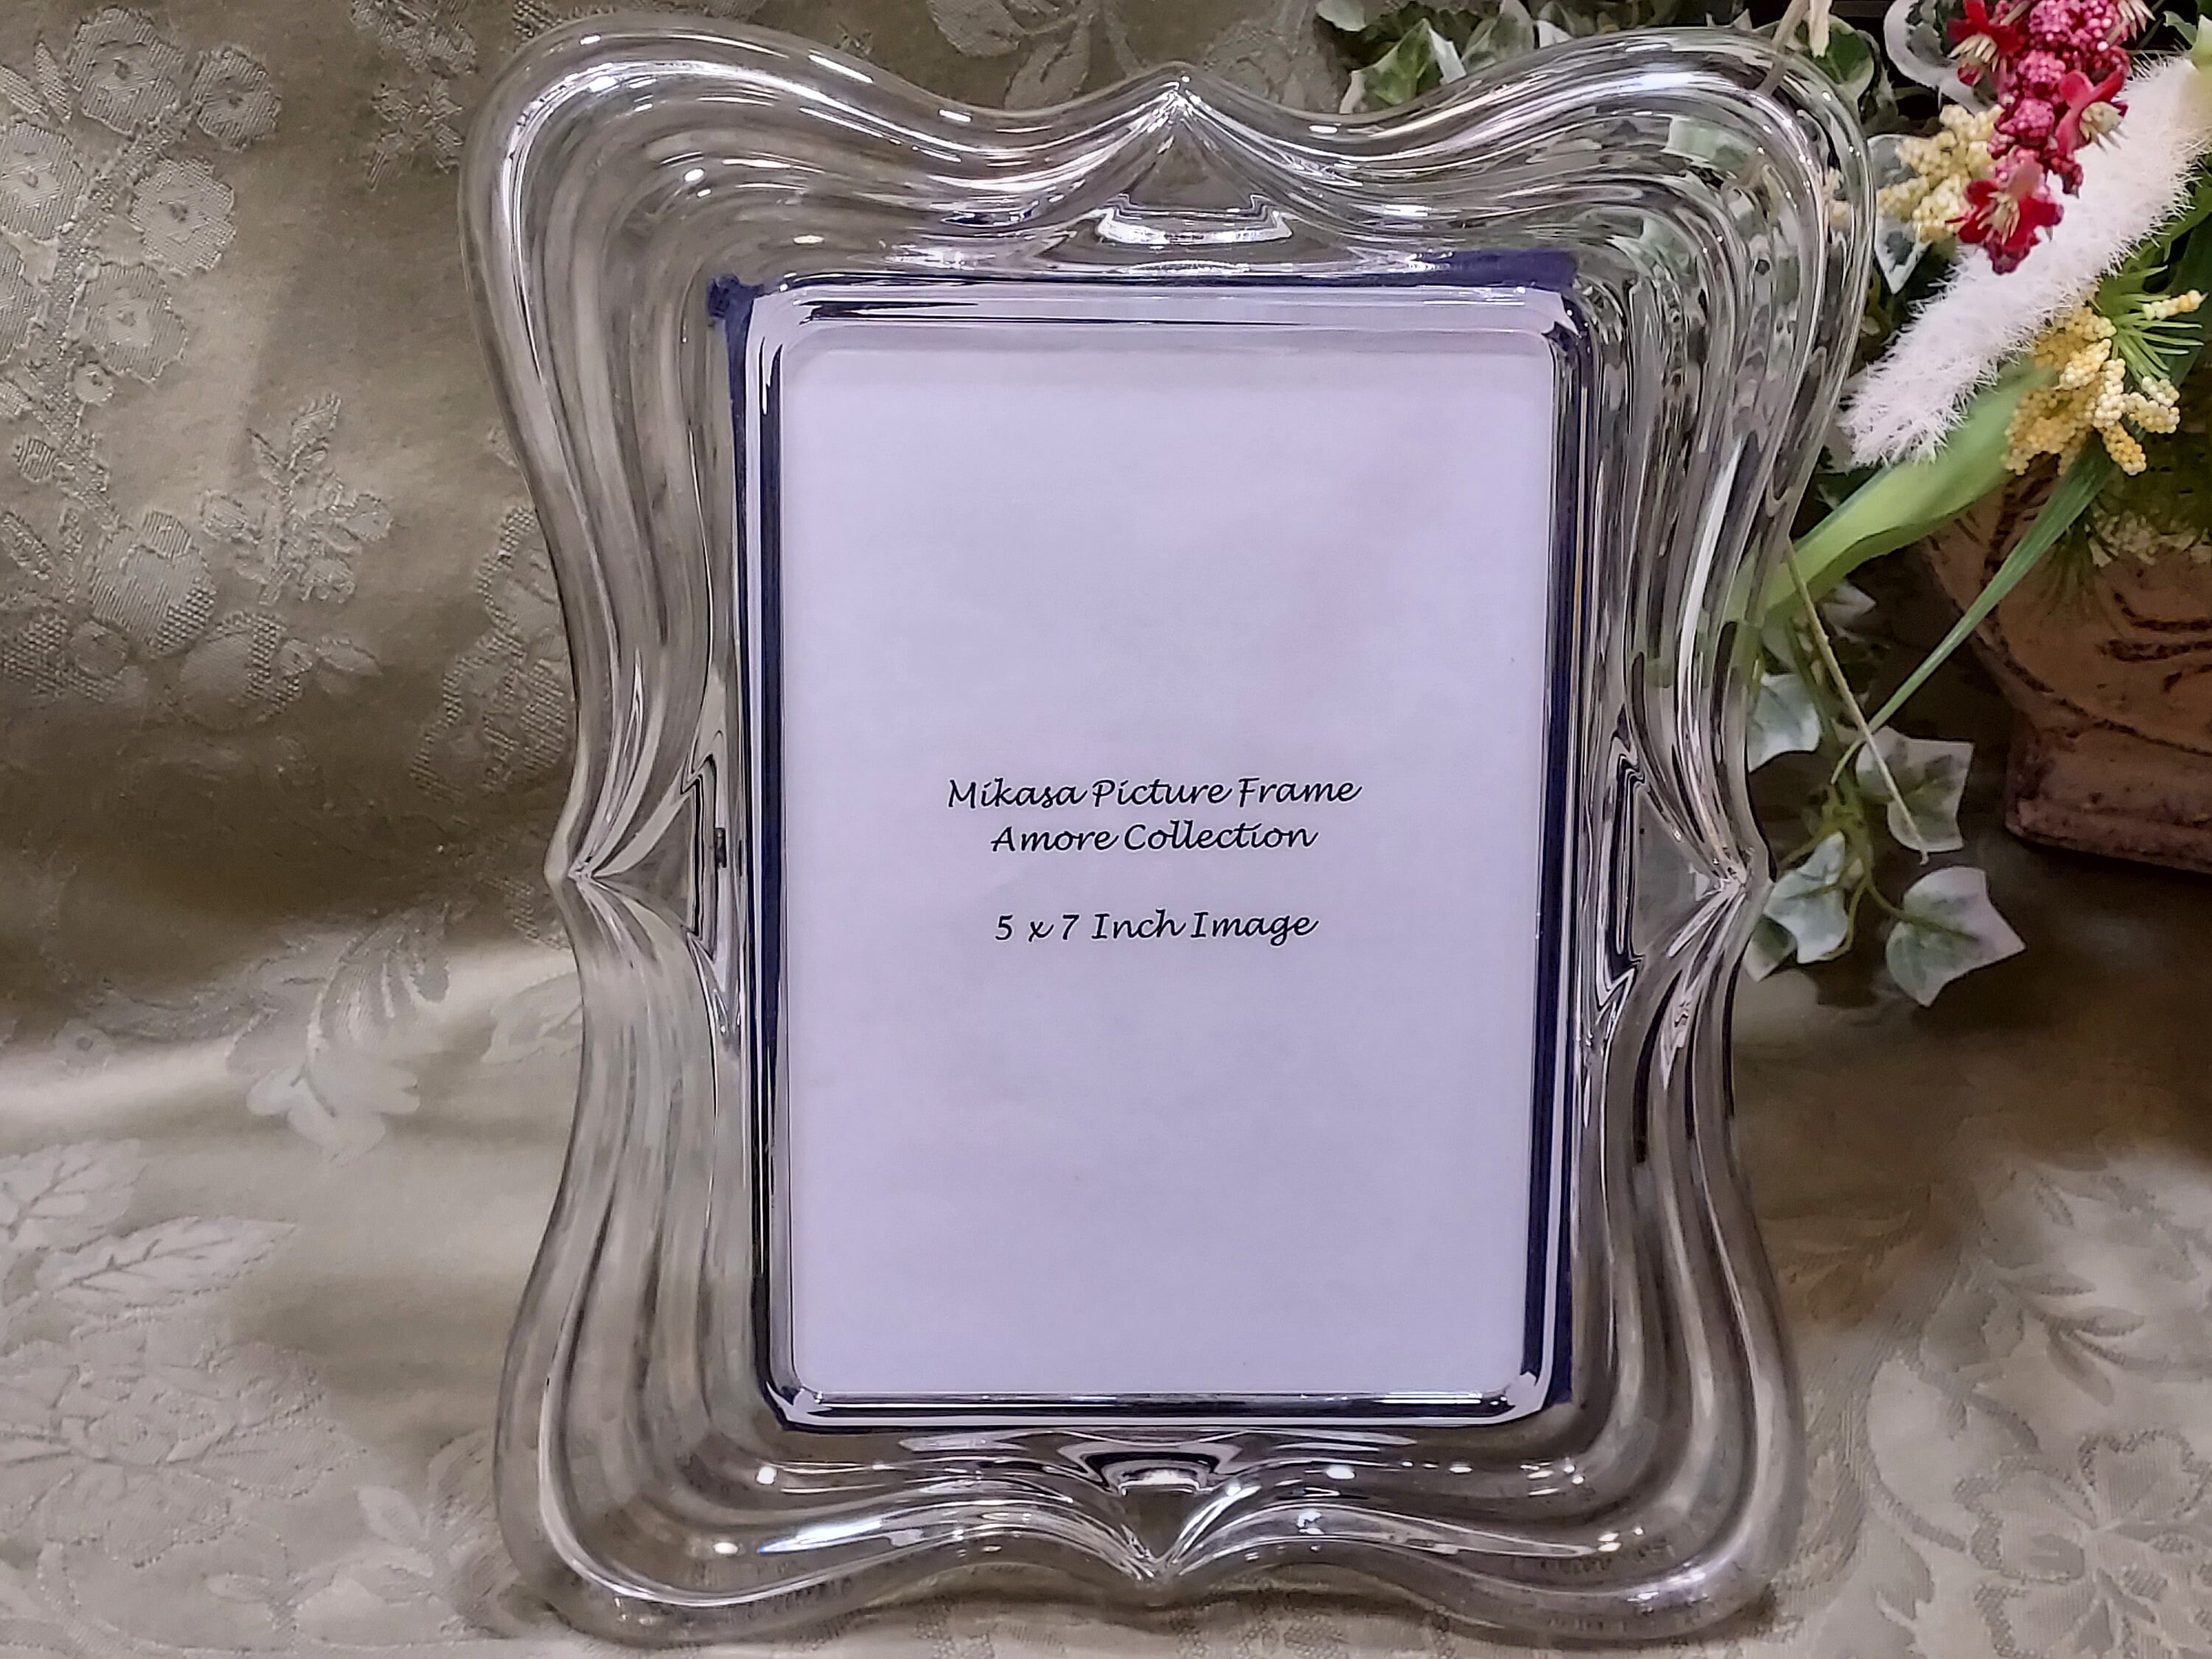 Mikasa Picture Frame
Amore Collection
5 x 7 Inch Image